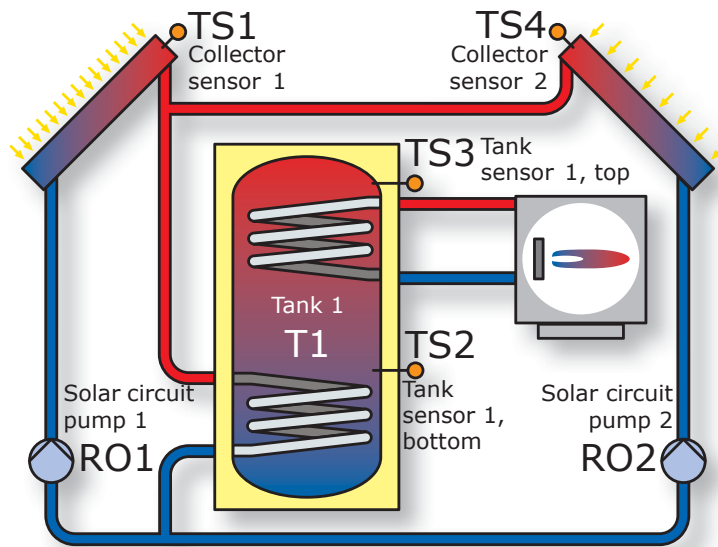 TS1
Collector
sensor 1
TS4
Collector
sensor 2
TS3 Tank
sensor 1, top
Tank 1
T1
TS2
Tank
sensor 1,
bottom
Solar circuit
pump 1
RO1
Solar circuit
pump 2
RO2